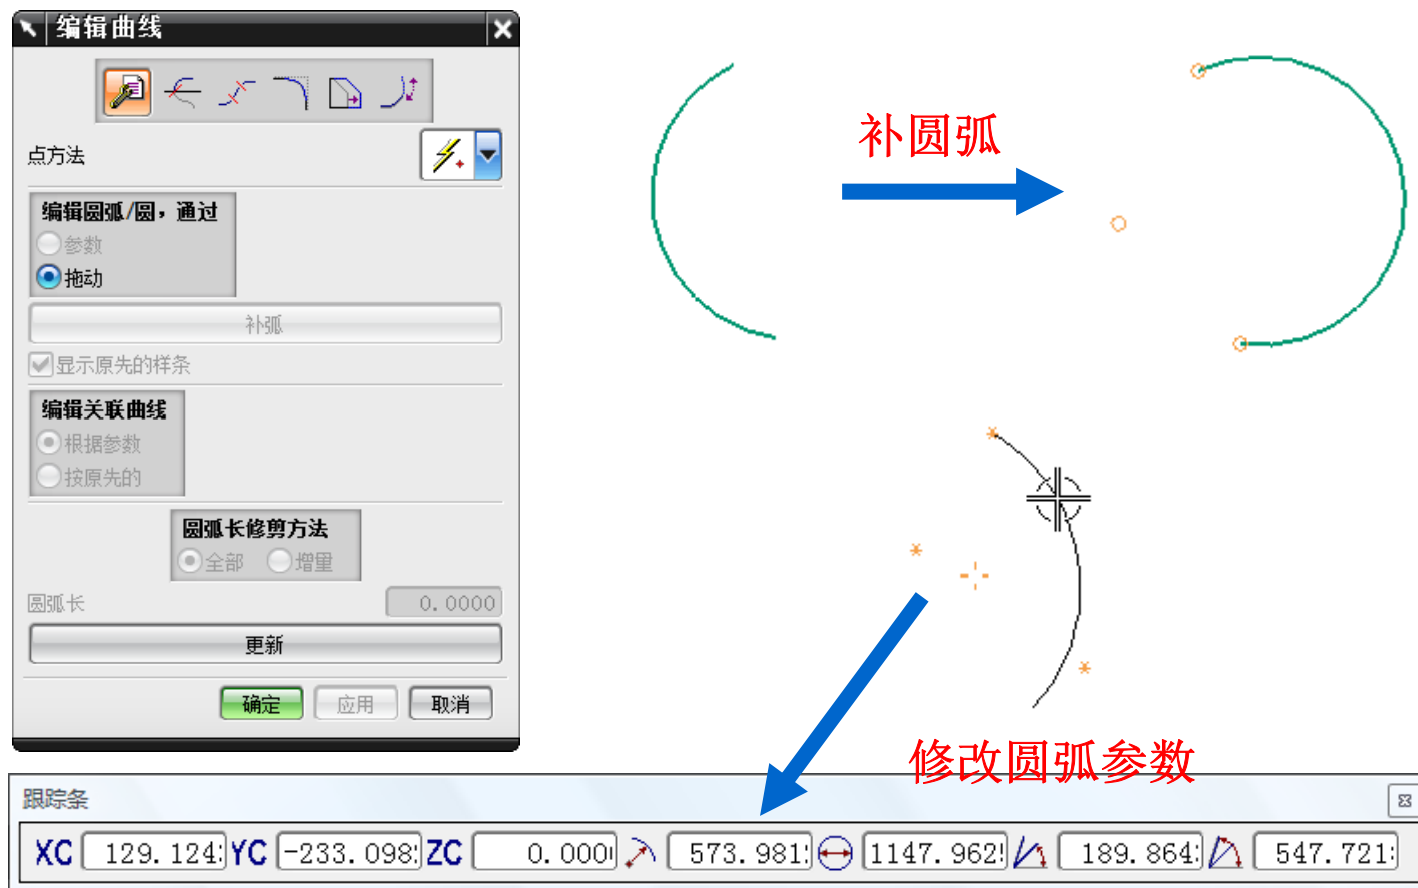 编辑曲线
点方法
编辑圆弧/圆，通过
参数
拖动
补弧
显示原先的样条
编辑关联曲线
根据参数
按原先的
圆弧长修剪方法
全部 增量
圆弧长 0.0000
更新
确定 应用 取消
补圆弧
修改圆弧参数
跟踪条
XC 129.124 YC -233.098 ZC 0.000 573.981 1147.962 189.864 547.721